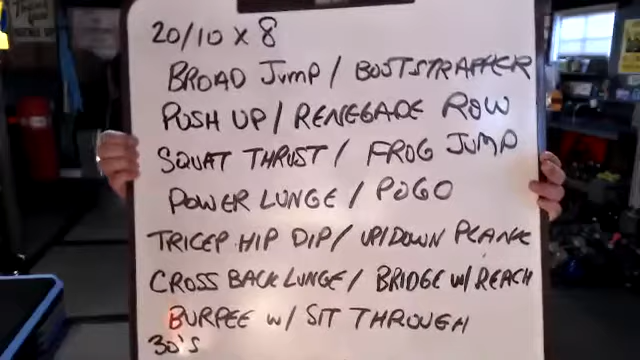 20/10 x 8
BROAD JUMP / BOOTSTRAPPER
PUSH UP / RENEGADE ROW
SQUAT THRUST / FROG JUMP
POWER LUNGE / POGO
TRICEP HIP DIP / UP/DOWN PLANK
CROSS BACK LUNGE / BRIDGE W/ REACH
BURPEE W/ SIT THROUGH
30's